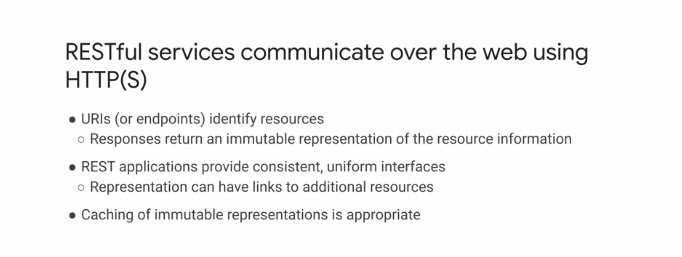 RESTful services communicate over the web using
HTTP(S)
● URIs (or endpoints) identify resources
○ Responses return an immutable representation of the resource information
● REST applications provide consistent, uniform interfaces
○ Representation can have links to additional resources
● Caching of immutable representations is appropriate